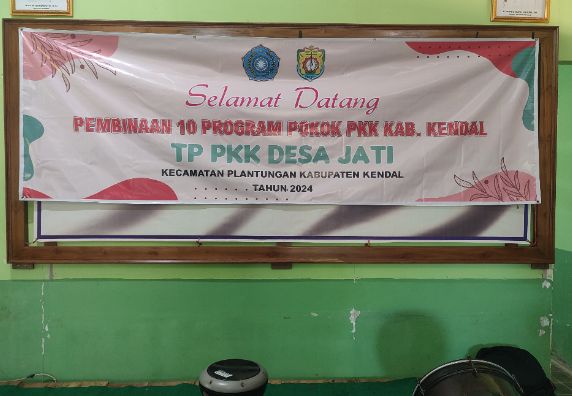 Selamat Datang
PEMBINAAN 10 PROGRAM POKOK PKK KAB. KENDAL
TP PKK DESA JATI
KECAMATAN PLANTUNGAN KABUPATEN KENDAL
TAHUN 2024